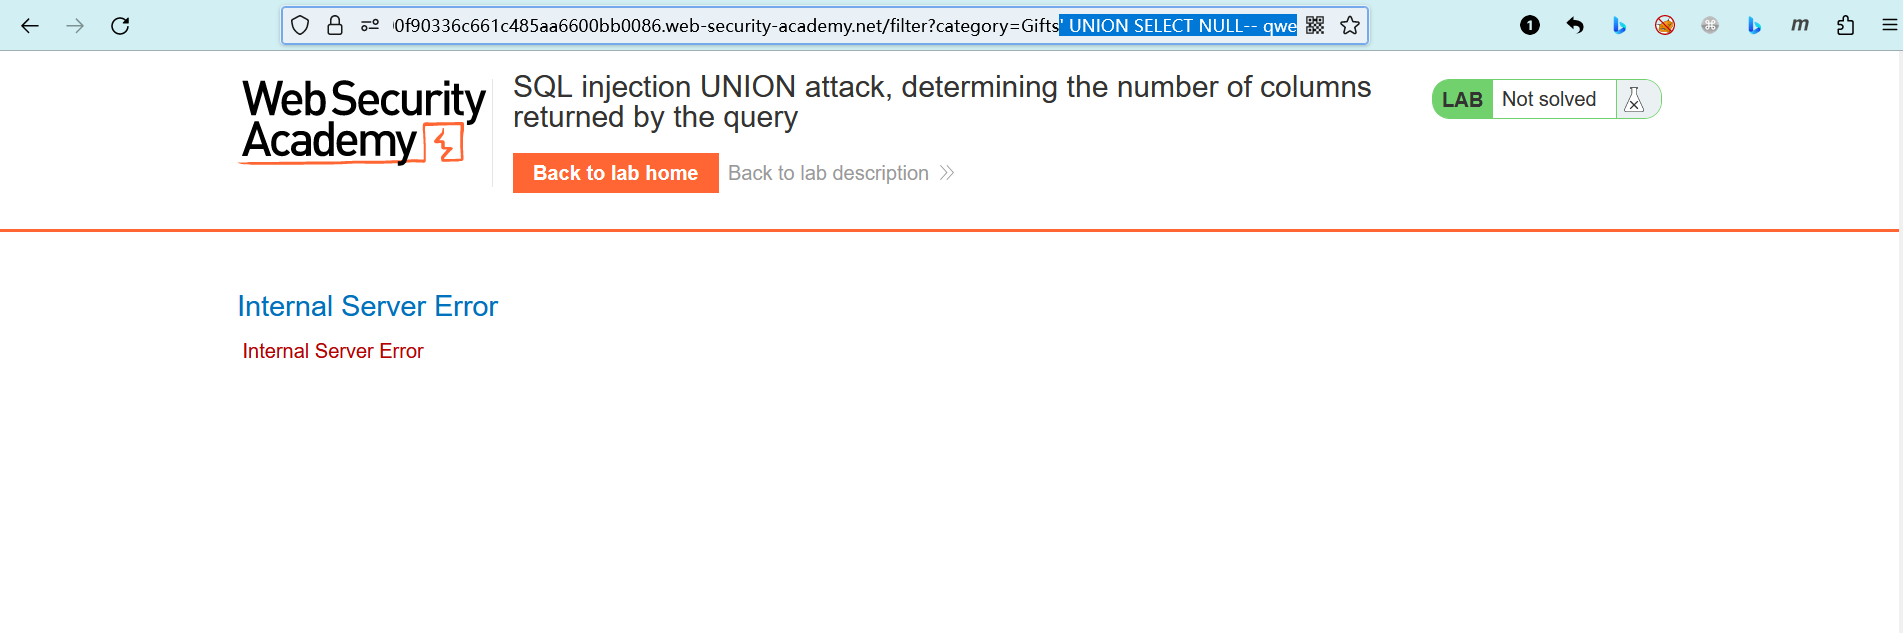 0f90336c661c485aa6600bb0086.web-security-academy.net/filter?category=Gifts' UNION SELECT NULL-- qwe
1
m
WebSecurity
Academy
SQL injection UNION attack, determining the number of columns
returned by the query
LAB Not solved
Back to lab home Back to lab description
Internal Server Error
Internal Server Error